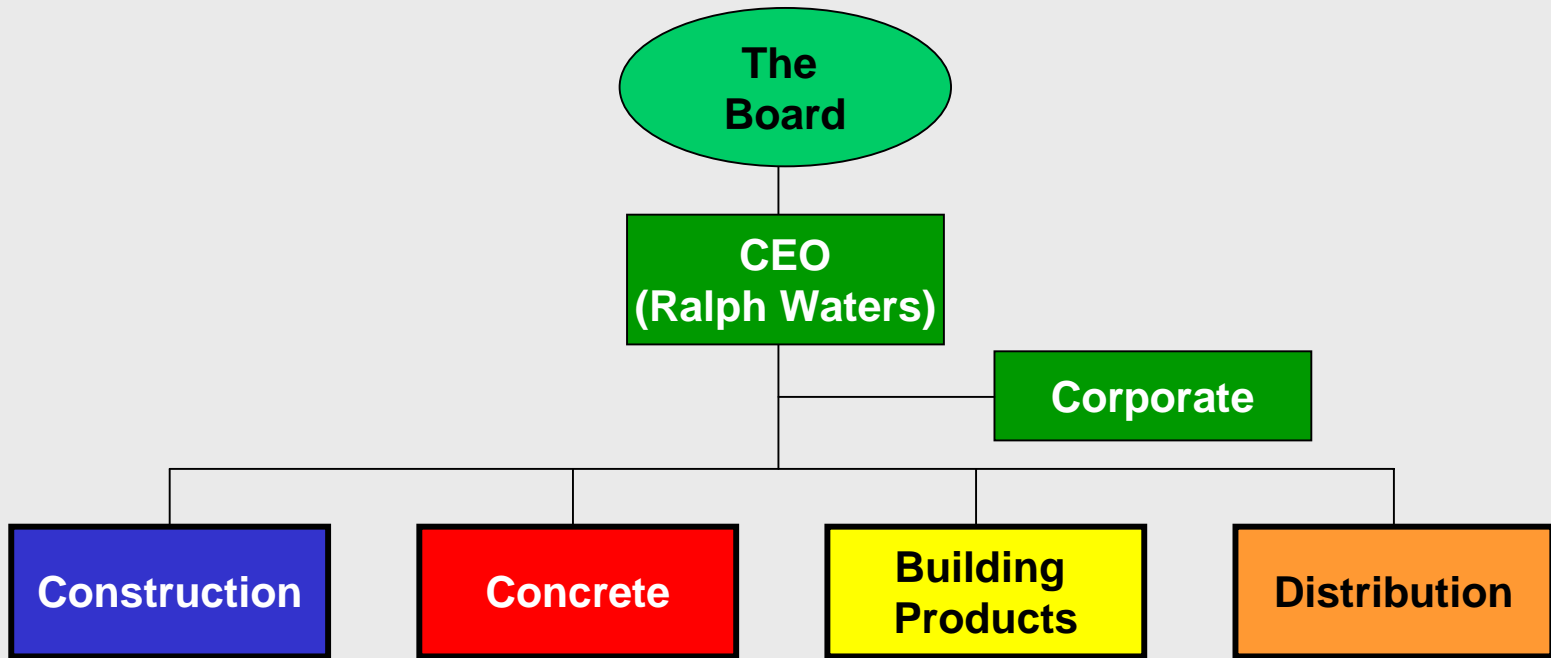 The
Board
CEO
(Ralph Waters)
Corporate
Construction
Concrete
Building
Products
Distribution